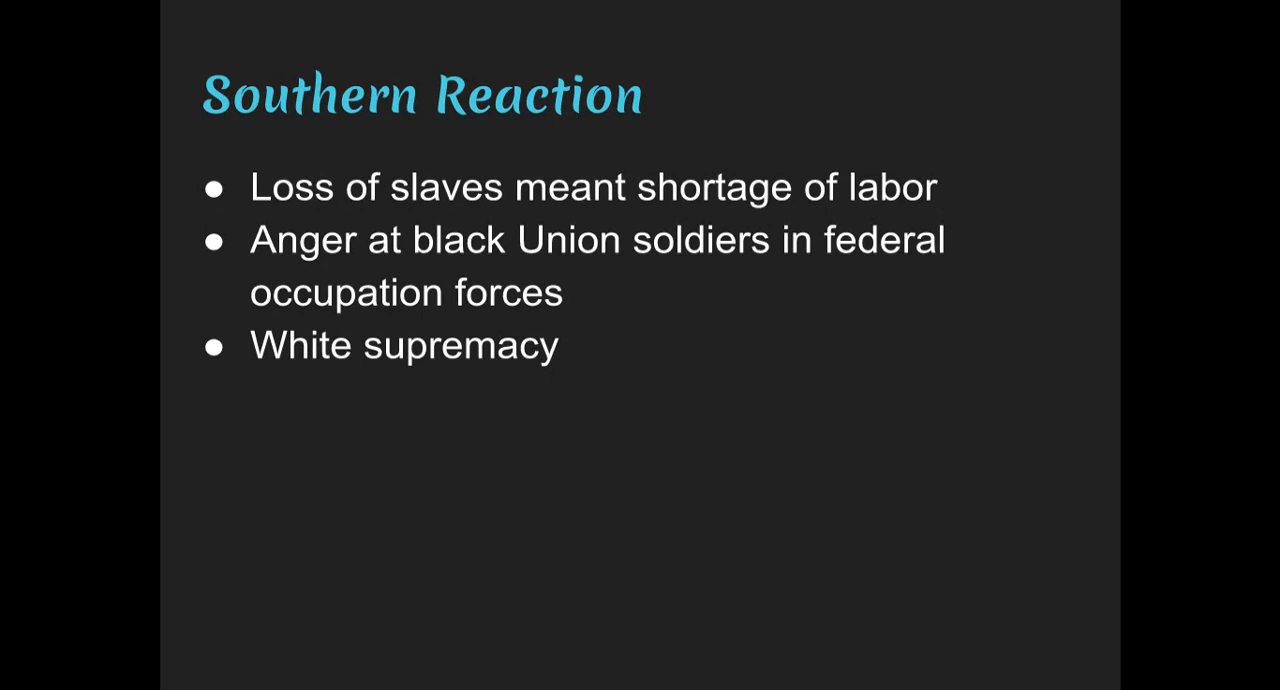 Southern Reaction
● Loss of slaves meant shortage of labor
● Anger at black Union soldiers in federal
occupation forces
● White supremacy